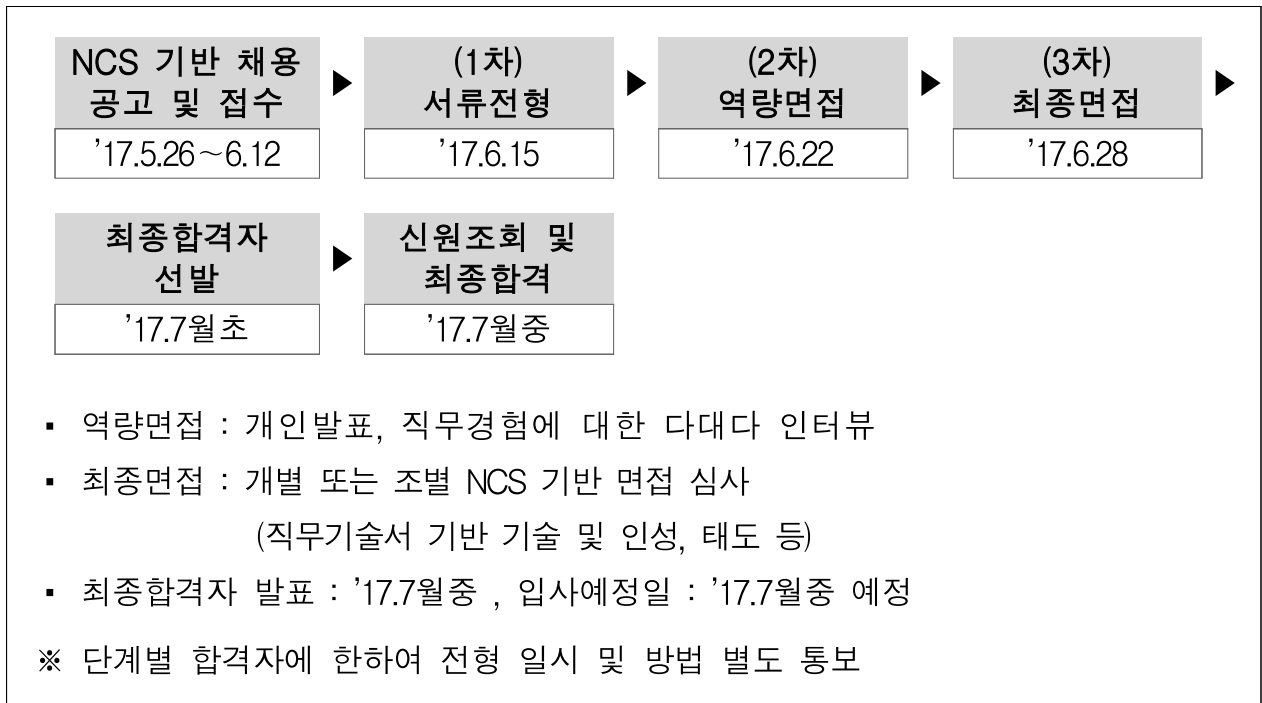 NCS 기반 채용
공고 및 접수
'17.5.26～6.12
▶
(1차)
서류전형
'17.6.15
▶
(2차)
역량면접
'17.6.22
▶
(3차)
최종면접
'17.6.28
▶
최종합격자
선발
'17.7월초
▶
신원조회 및
최종합격
'17.7월중
▪ 역량면접 : 개인발표, 직무경험에 대한 다대다 인터뷰
▪ 최종면접 : 개별 또는 조별 NCS 기반 면접 심사
(직무기술서 기반 기술 및 인성, 태도 등)
▪ 최종합격자 발표 : '17.7월중 , 입사예정일 : '17.7월중 예정
※ 단계별 합격자에 한하여 전형 일시 및 방법 별도 통보